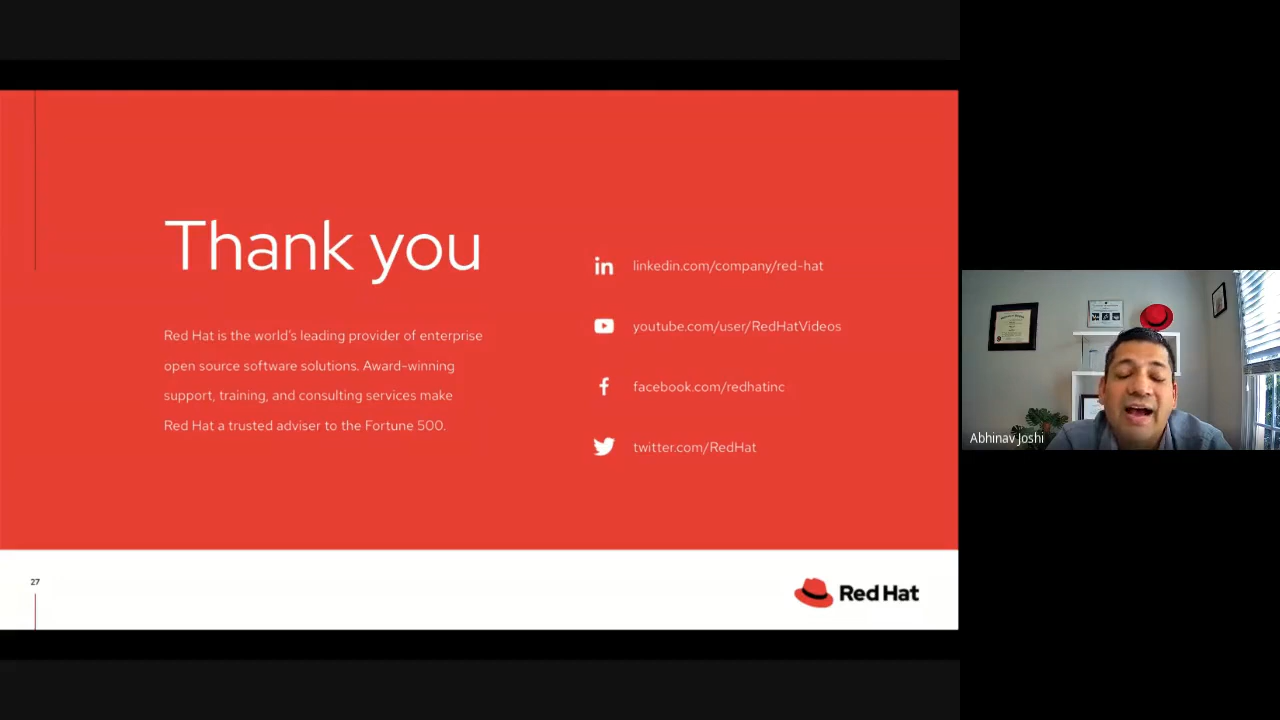 Thank you
Red Hat is the world's leading provider of enterprise
open source software solutions. Award-winning
support, training, and consulting services make
Red Hat a trusted adviser to the Fortune 500.
in linkedin.com/company/red-hat
youtube.com/user/RedHatVideos
f facebook.com/redhatinc
twitter.com/RedHat
27
Red Hat
Abhinav Joshi